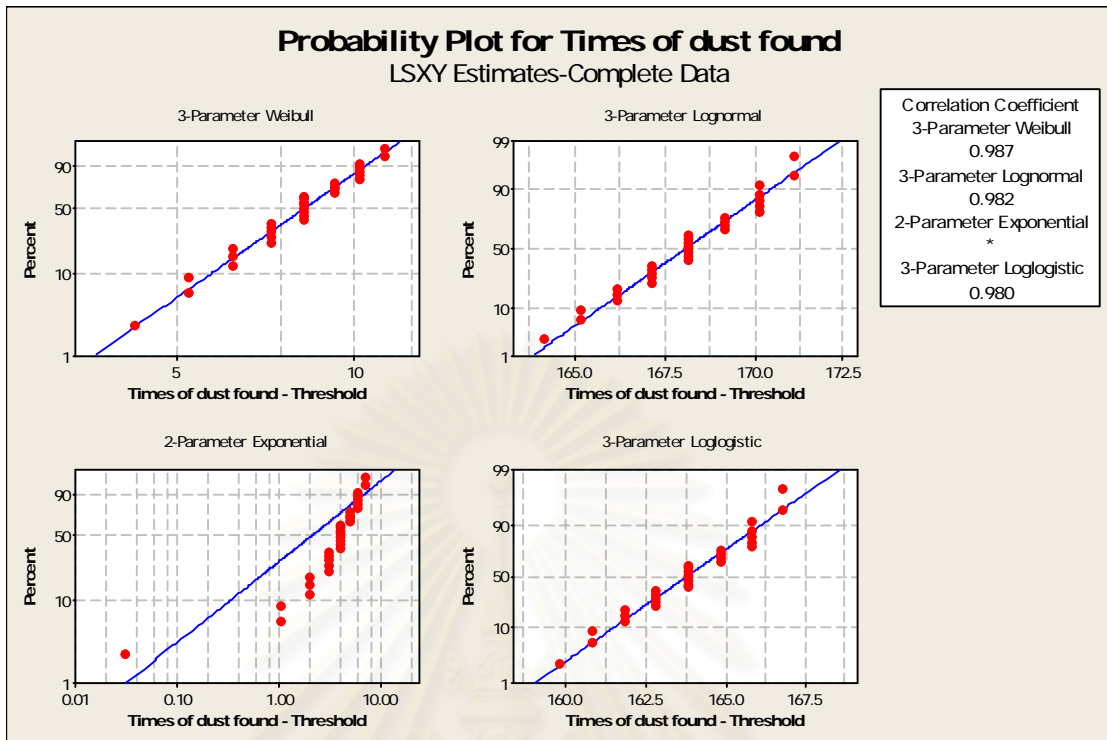 Probability Plot for Times of dust found
LSXY Estimates-Complete Data
3-Parameter Weibull
90
50
10
1
Percent
5
10
Times of dust found - Threshold
3-Parameter Lognormal
99
90
50
10
1
Percent
165.0
167.5
170.0
172.5
Times of dust found - Threshold
Correlation Coefficient
3-Parameter Weibull
0.987
3-Parameter Lognormal
0.982
2-Parameter Exponential
*
3-Parameter Loglogistic
0.980
2-Parameter Exponential
90
50
10
1
Percent
0.01
0.10
1.00
10.00
Times of dust found - Threshold
3-Parameter Loglogistic
99
90
50
10
1
Percent
160.0
162.5
165.0
167.5
Times of dust found - Threshold